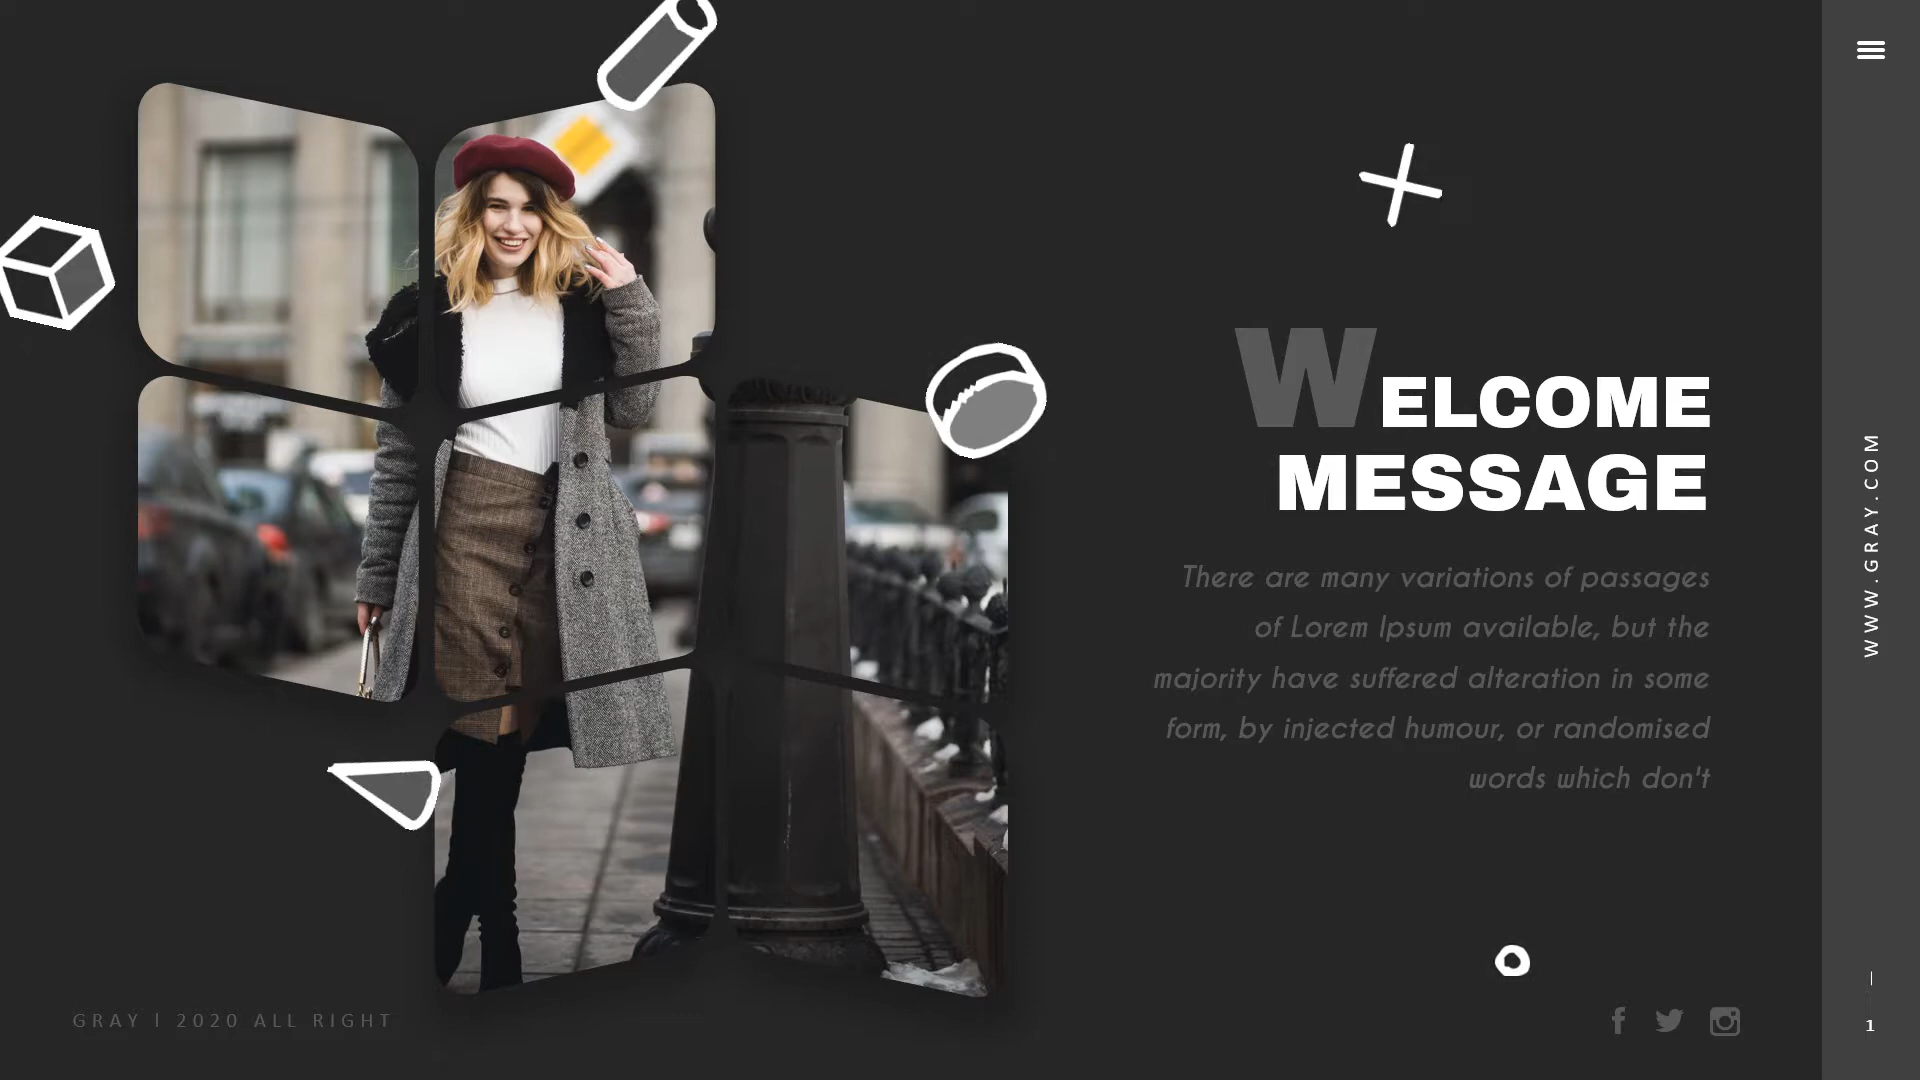 WELCOME
MESSAGE
There are many variations of passages
of Lorem Ipsum available, but the
majority have suffered alteration in some
form, by injected humour, or randomised
words which don't
WWW.GRAY.COM
GRAY | 2020 ALL RIGHT
1